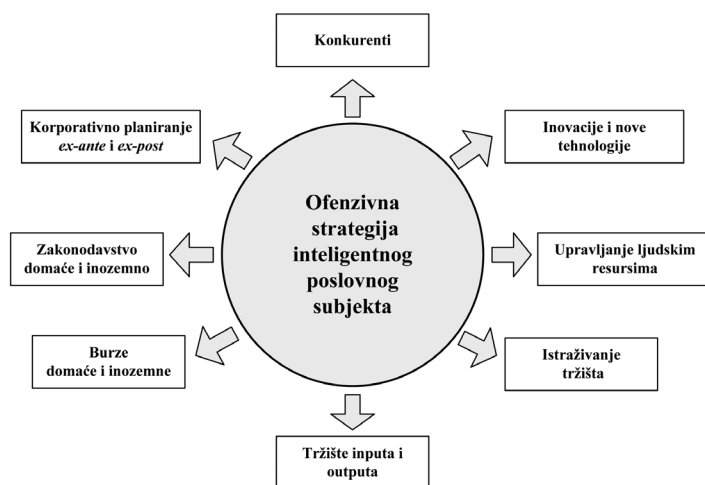 Konkurenti
Korporativno planiranje
ex-ante i ex-post
Inovacije i nove
tehnologije
Ofenzivna
strategija
inteligentnog
poslovnog
subjekta
Zakonodavstvo
domaće i inozemno
Upravljanje ljudskim
resursima
Burze
domaće i inozemne
Istraživanje
tržišta
Tržište inputa i
outputa